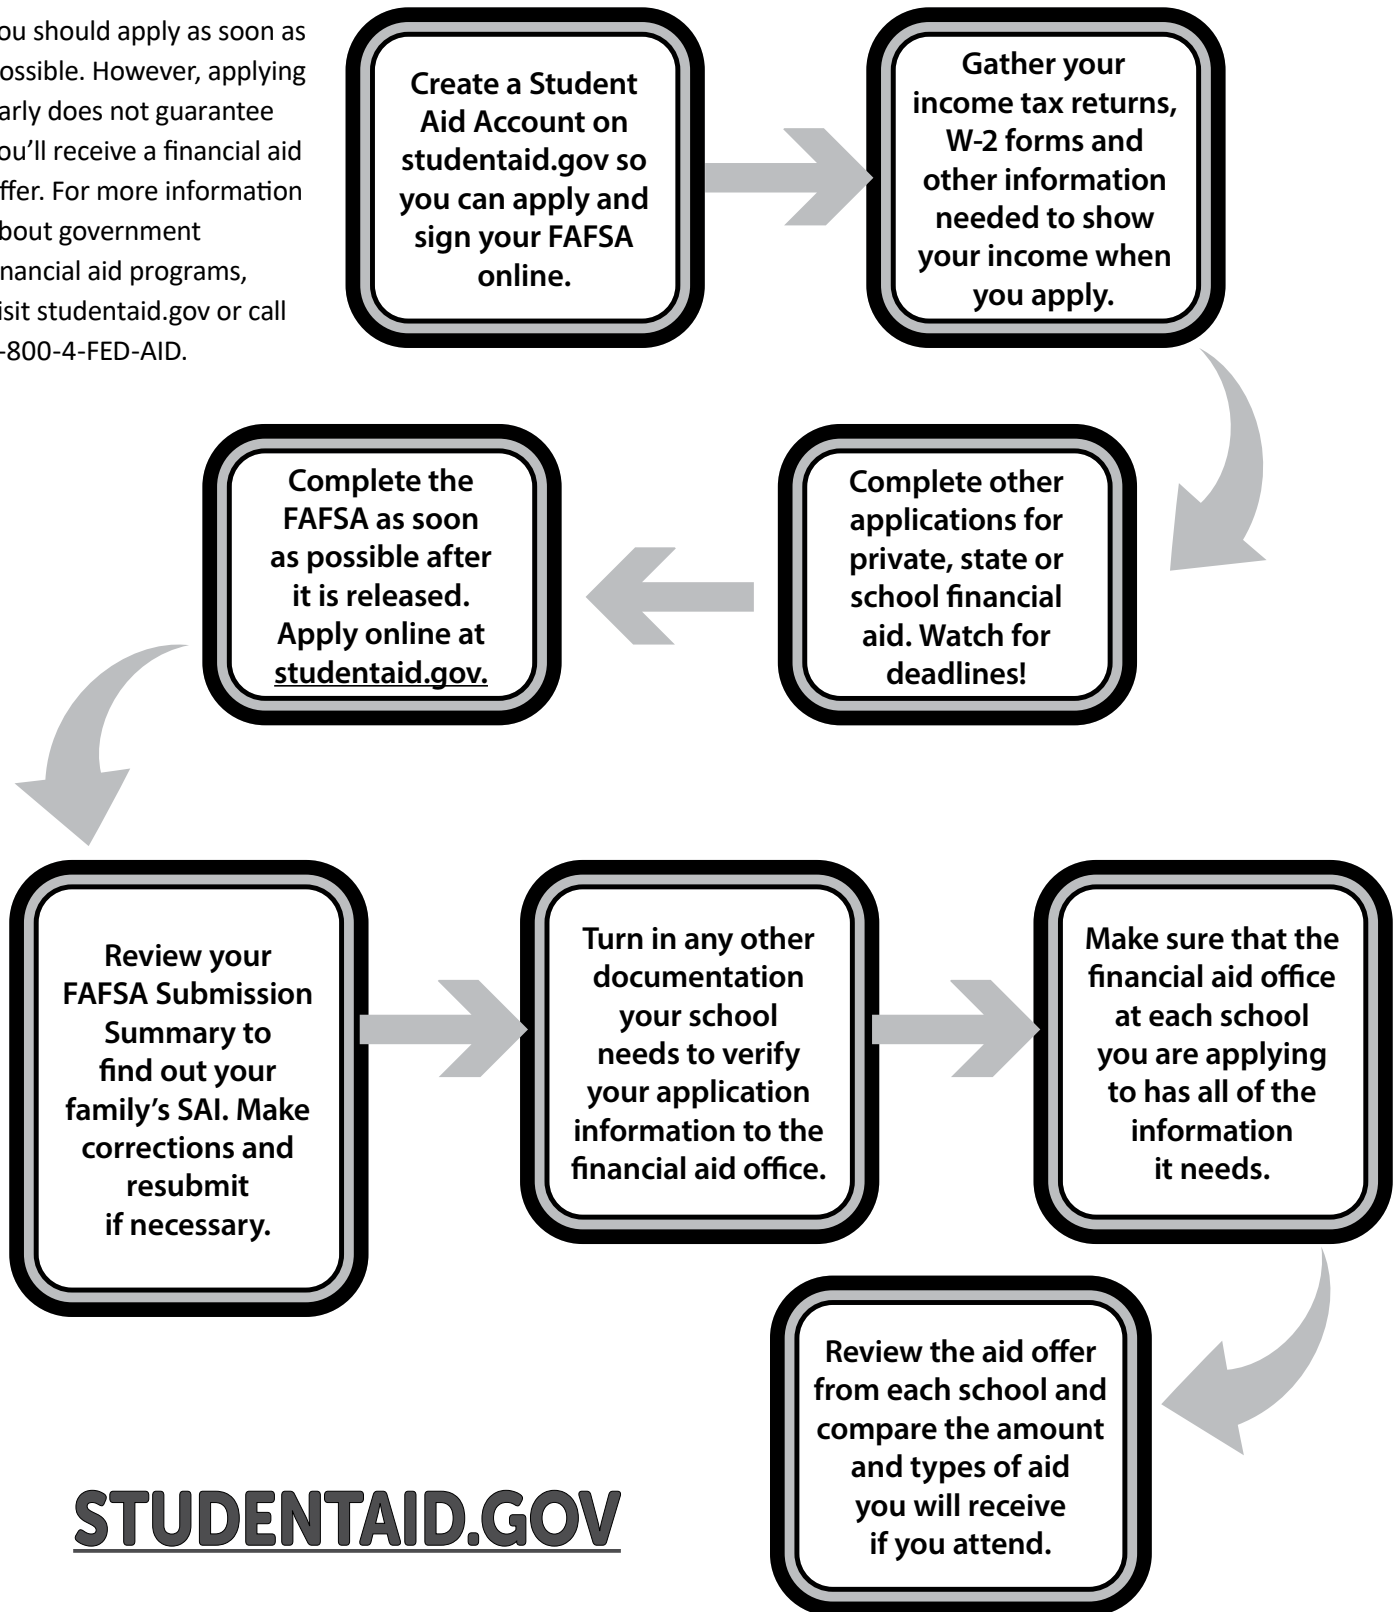 ou should apply as soon as
ossible. However, applying
arly does not guarantee
ou'll receive a financial aid
ffer. For more information
bout government
nancial aid programs,
isit studentaid.gov or call
-800-4-FED-AID.
Create a Student
Aid Account on
studentaid.gov so
you can apply and
sign your FAFSA
online.
Gather your
income tax returns,
W-2 forms and
other information
needed to show
your income when
you apply.
Complete other
applications for
private, state or
school financial
aid. Watch for
deadlines!
Complete the
FAFSA as soon
as possible after
it is released.
Apply online at
studentaid.gov.
Review your
FAFSA Submission
Summary to
find out your
family's SAI. Make
corrections and
resubmit
if necessary.
Turn in any other
documentation
your school
needs to verify
your application
information to the
financial aid office.
Make sure that the
financial aid office
at each school
you are applying
to has all of the
information
it needs.
Review the aid offer
from each school and
compare the amount
and types of aid
you will receive
if you attend.
STUDENTAID.GOV